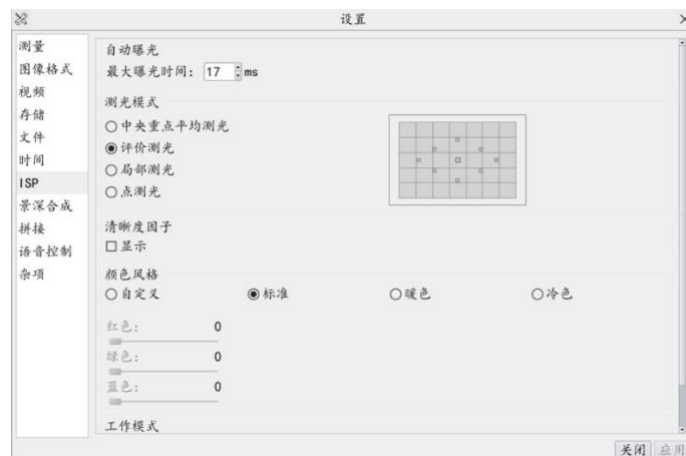 设置
测量
图像格式
视频
存储
文件
时间
ISP
景深合成
拼接
语音控制
杂项
自动曝光
最大曝光时间: 17 ms
测光模式
中央重点平均测光
评价测光
局部测光
点测光
清晰度因子
显示
颜色风格
自定义 标准 暖色 冷色
红色: 0
绿色: 0
蓝色: 0
工作模式
关闭 应用